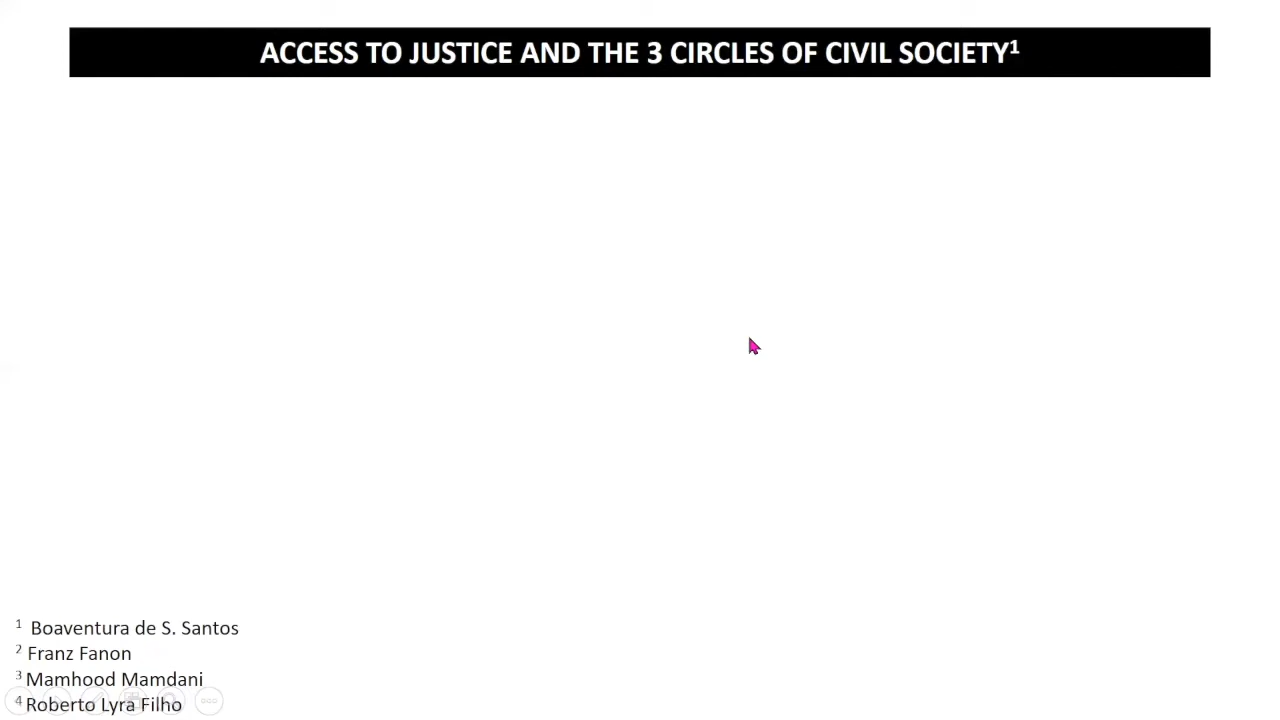 ACCESS TO JUSTICE AND THE 3 CIRCLES OF CIVIL SOCIETY¹
¹ Boaventura de S. Santos
² Franz Fanon
³ Mamhood Mamdani
⁴ Roberto Lyra Filho